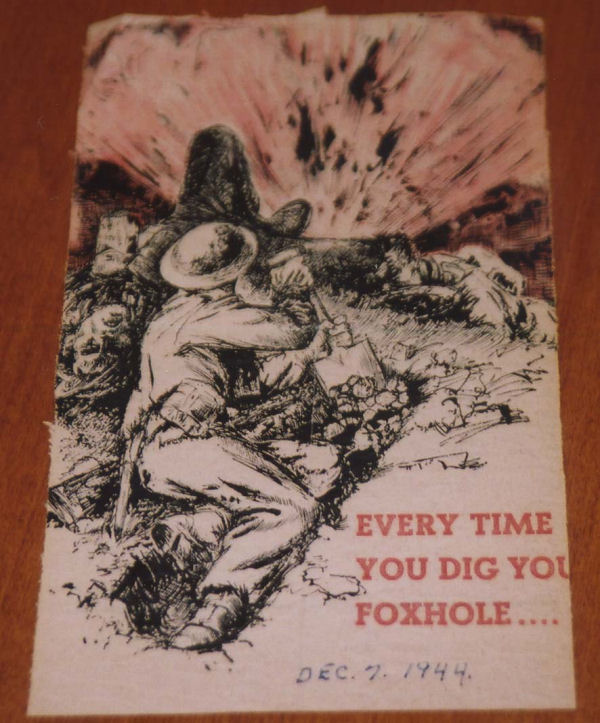 EVERY TIME
YOU DIG YOU
FOXHOLE....
DEC. 7. 1944.